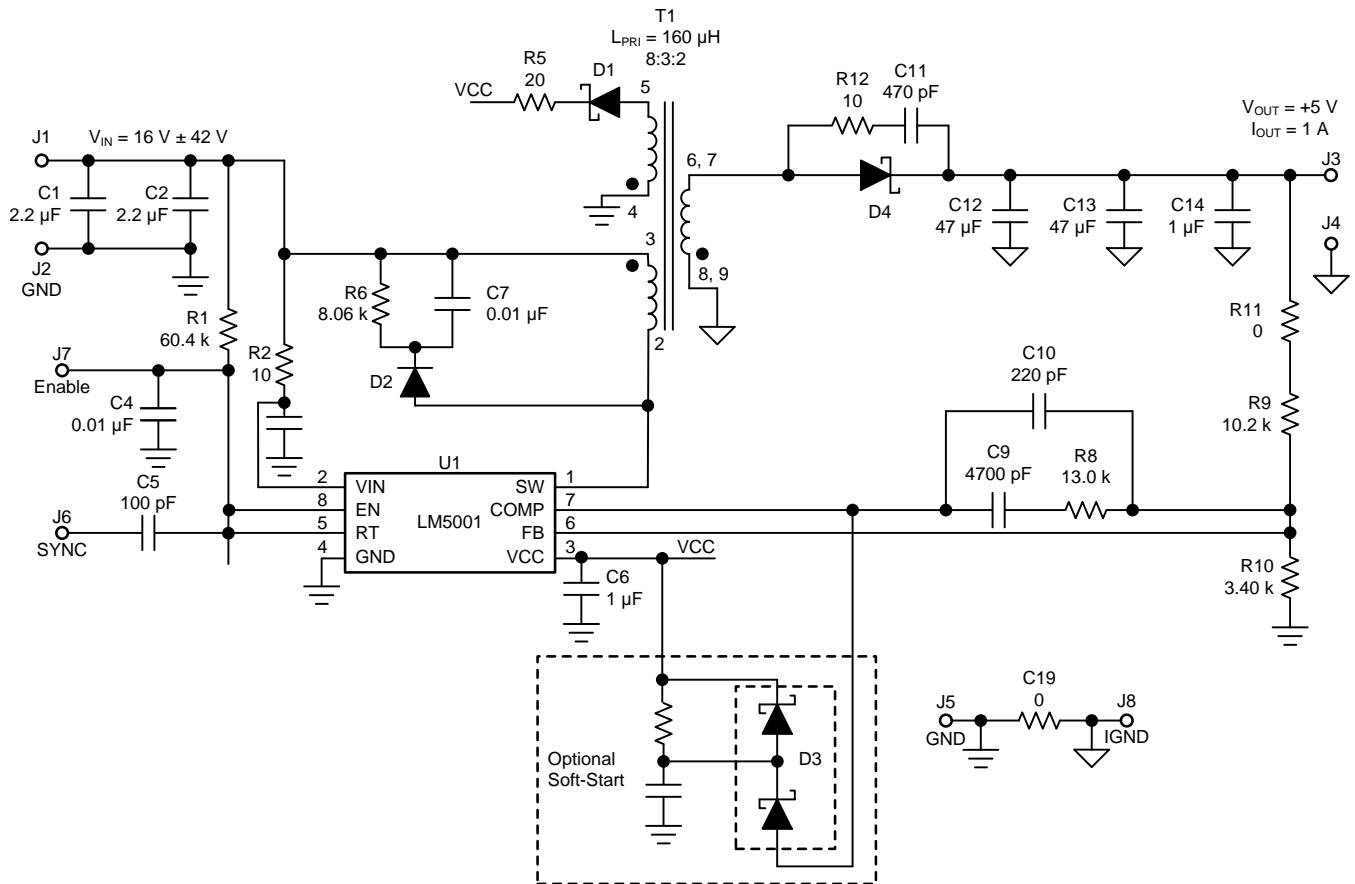 T1
L_PRI = 160 µH
8:3:2
R5
20
D1
5
VCC
R12
10
C11
470 pF
V_OUT = +5 V
I_OUT = 1 A
J1
V_IN = 16 V ± 42 V
6, 7
J3
C1
2.2 µF
C2
2.2 µF
4
D4
C12
47 µF
C13
47 µF
C14
1 µF
J4
J2
GND
3
8, 9
R6
8.06 k
C7
0.01 µF
R1
60.4 k
R11
0
2
J7
Enable
R2
10
D2
C10
220 pF
C4
0.01 µF
R9
10.2 k
U1
C9
4700 pF
R8
13.0 k
C5
100 pF
2
VIN
SW
1
8
EN
COMP
7
J6
SYNC
5
RT
LM5001
FB
6
4
GND
VCC
3
VCC
C6
1 µF
R10
3.40 k
C19
0
J5
GND
J8
IGND
Optional
Soft-Start
D3